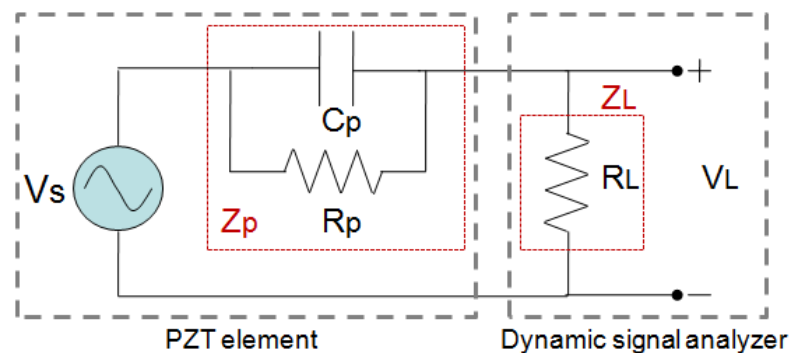 Cp
ZL
Vs
RL
VL
Zp
Rp
+
−
PZT element
Dynamic signal analyzer